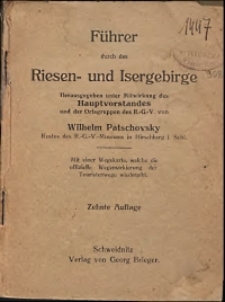 1447
Führer
durch das
Riesen- und Isergebirge
Herausgegeben unter Mitwirkung des
Hauptvorstandes
und der Ortsgruppen des R.-G.-V. von
Wilhelm Patschovsky
Kustos des R.-G.-V.-Museums in Hirschberg i. Schl.
Mit einer Wegekarte, welche die
offizielle Wegemarkierung der
Touristenwege
Zehnte Auflage
Schweidnitz
Verlag von Georg Brieger.